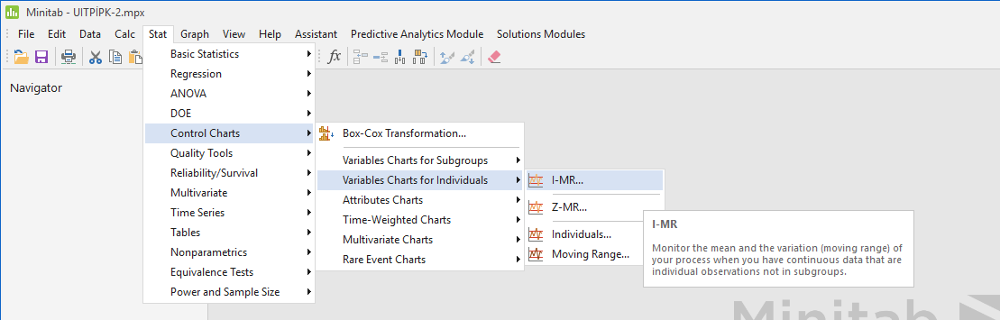 Minitab - UITPİPK-2.mpx
File Edit Data Calc Stat Graph View Help Assistant Predictive Analytics Module Solutions Modules
fx
Navigator
Basic Statistics
Regression
ANOVA
DOE
Control Charts
Quality Tools
Reliability/Survival
Multivariate
Time Series
Tables
Nonparametrics
Equivalence Tests
Power and Sample Size
Box-Cox Transformation...
Variables Charts for Subgroups
Variables Charts for Individuals
Attributes Charts
Time-Weighted Charts
Multivariate Charts
Rare Event Charts
I-MR...
Z-MR...
Individuals...
Moving Range...
I-MR
Monitor the mean and the variation (moving range) of
your process when you have continuous data that are
individual observations not in subgroups.
Minitab